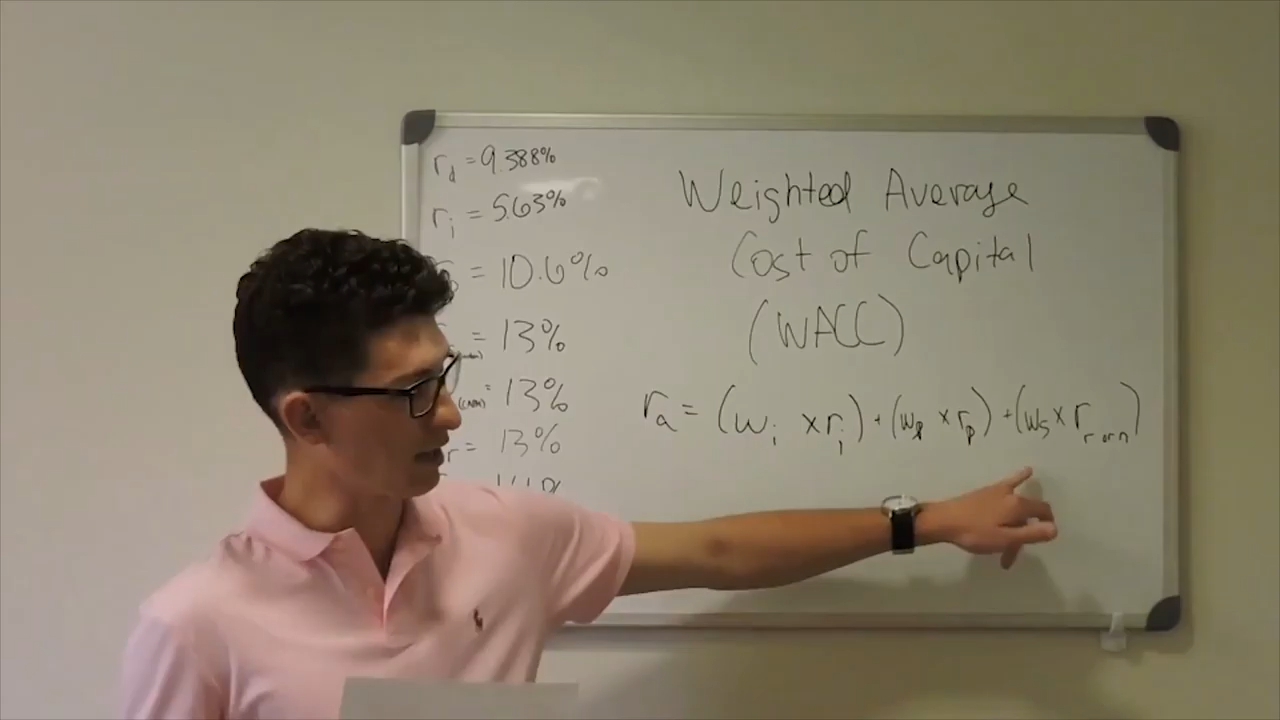 r_d = 9.388%
r_i = 5.63%
= 10.6%
= 13%
(CAPM) = 13%
r = 13%
Weighted Average
Cost of Capital
(WACC)
r_a = (w_i × r_i) + (w_p × r_p) + (w_s × r_r or n)